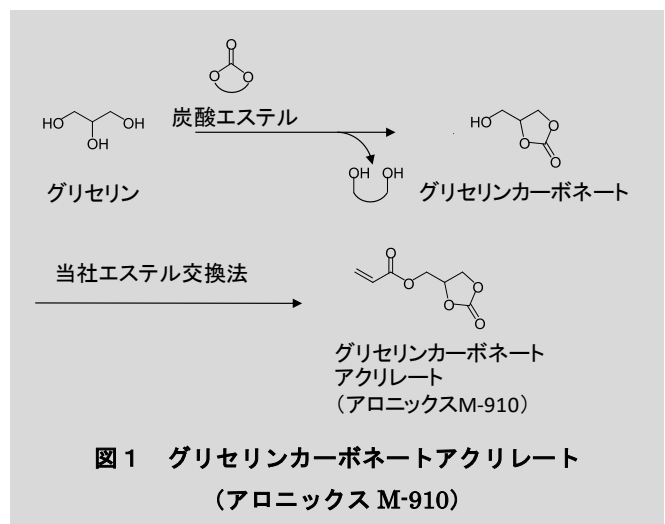 O
O O
炭酸エステル
HO OH
OH
グリセリン
OH OH
HO O
O
O
グリセリンカーボネート
当社エステル交換法
O
O O
O
O
グリセリンカーボネート
アクリレート
（アロニックスM-910）
図１　グリセリンカーボネートアクリレート
（アロニックス M-910）